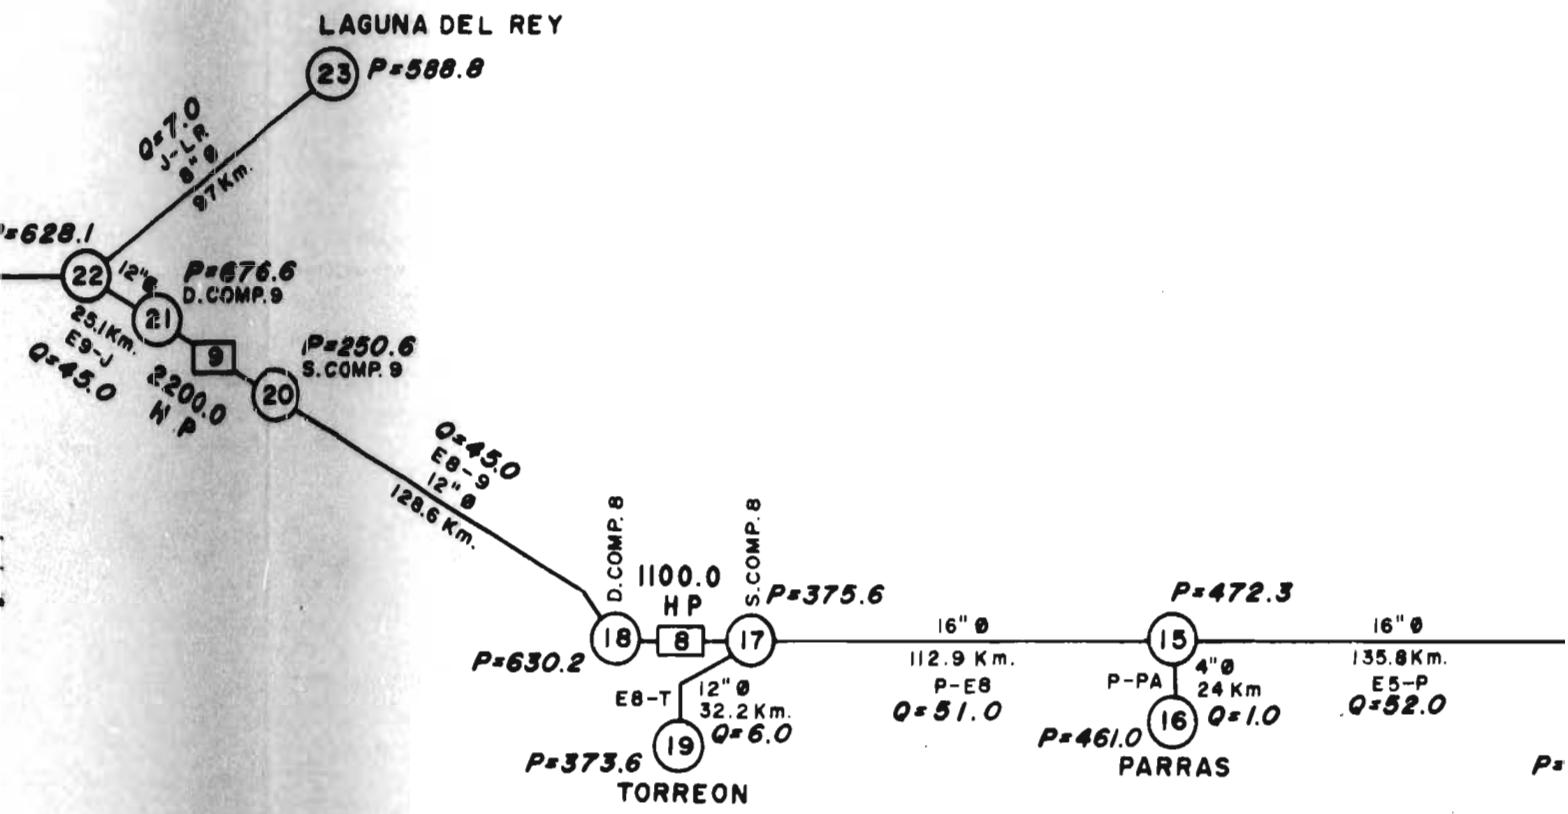 LAGUNA DEL REY
23
P=588.8
Q=7.0
J-L R
8" Ø
97 Km.
P=628.1
22
12" Ø
P=676.6
D.COMP.9
21
25.1Km.
E9-J
Q=45.0
9
2200.0
H P
P=250.6
S.COMP. 9
20
Q=45.0
E8-9
12" Ø
128.6 Km.
D.COMP. 8
1100.0
H P
S.COMP. 8
P=375.6
18
8
17
P=630.2
16" Ø
112.9 Km.
P-E8
Q=51.0
P=472.3
15
16" Ø
135.8Km.
E5-P
Q=52.0
E8-T
12" Ø
32.2 Km.
Q=6.0
19
P=373.6
TORREON
P-PA
4" Ø
24 Km
Q=1.0
16
P=461.0
PARRAS
P=